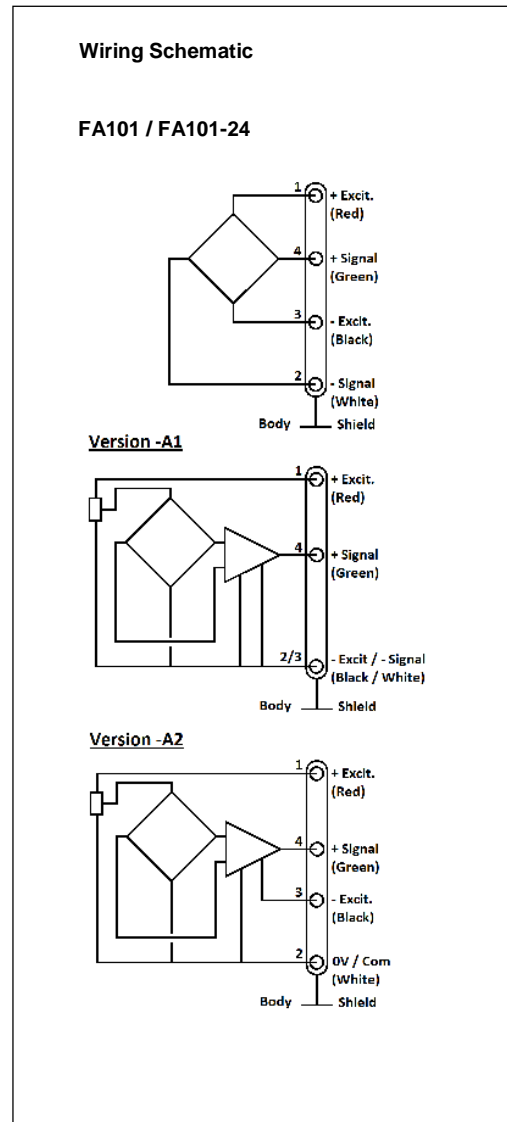 Wiring Schematic
FA101 / FA101-24
1 + Excit.
(Red)
4 + Signal
(Green)
3 - Excit.
(Black)
2 - Signal
(White)
Body Shield
Version -A1
1 + Excit.
(Red)
4 + Signal
(Green)
2/3 - Excit / - Signal
(Black / White)
Body Shield
Version -A2
1 + Excit.
(Red)
4 + Signal
(Green)
3 - Excit.
(Black)
2 0V / Com
(White)
Body Shield